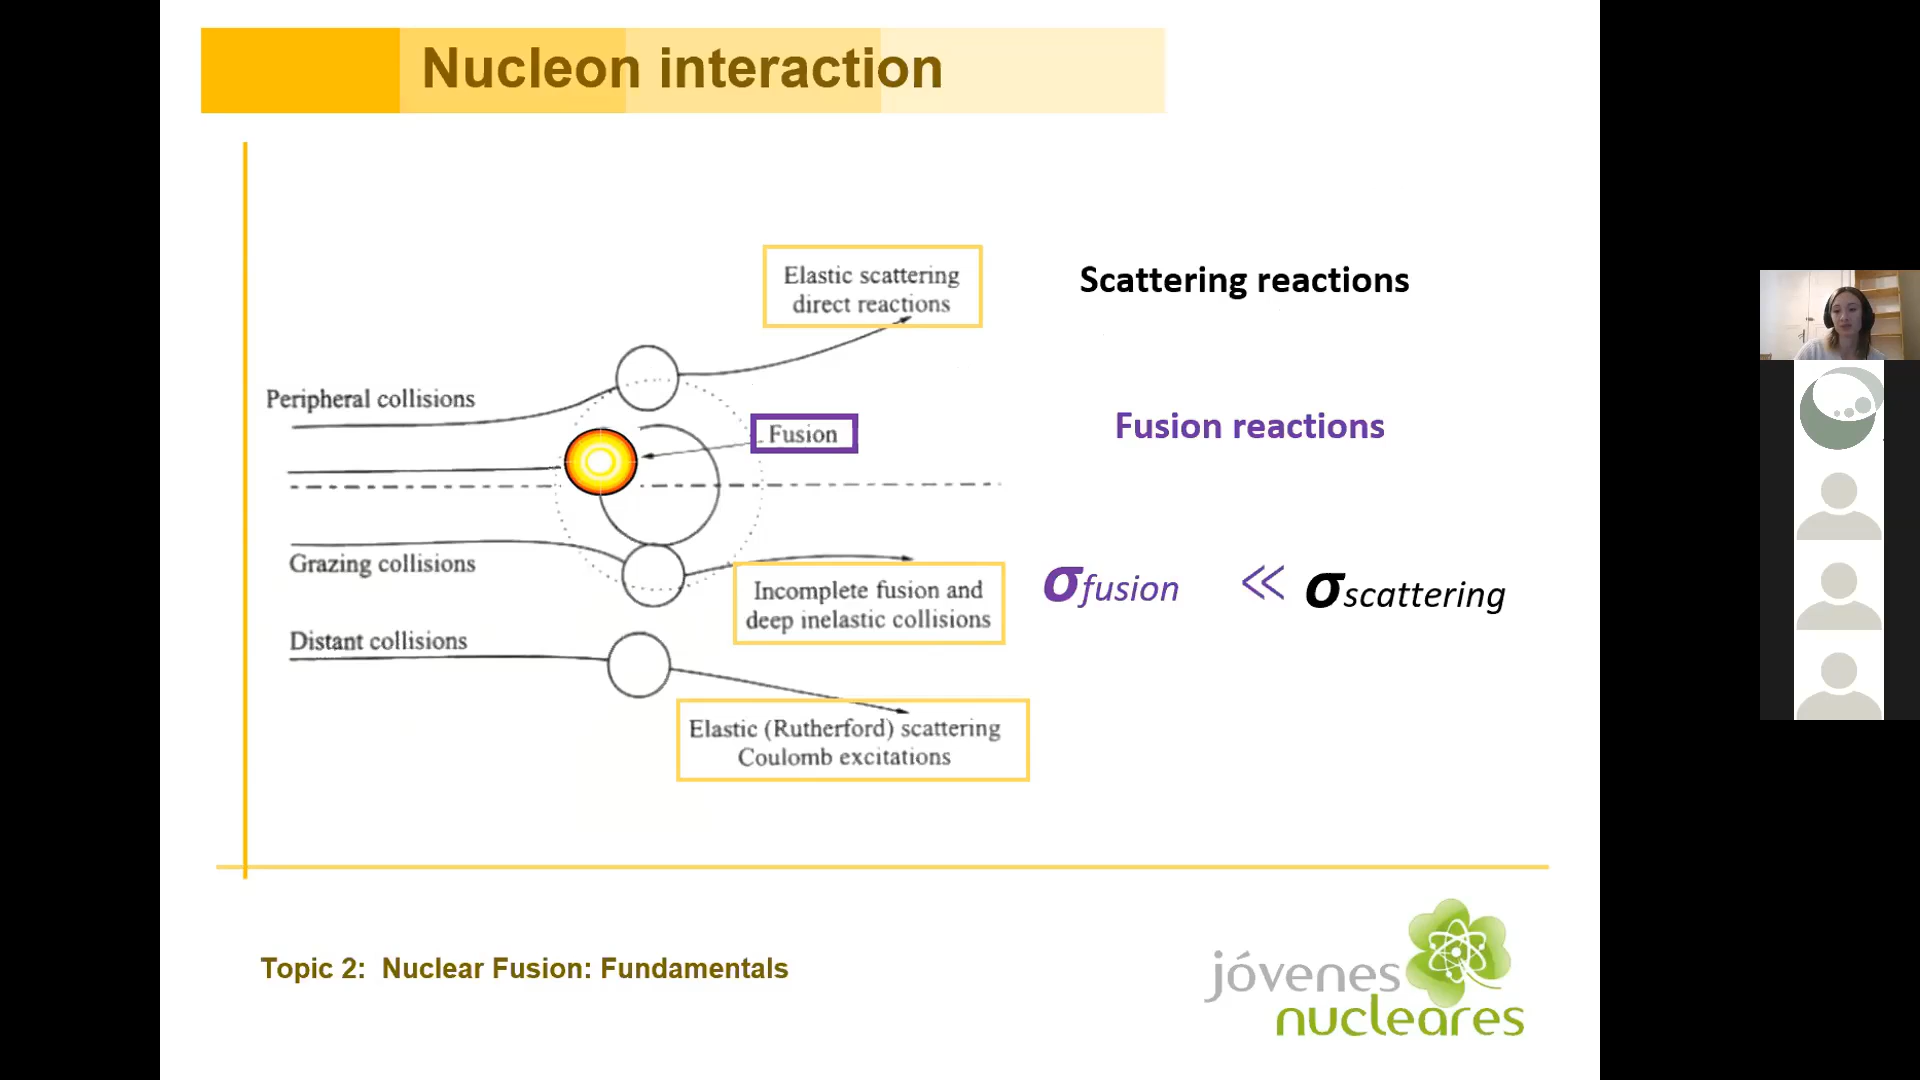 Nucleon interaction
Elastic scattering
direct reactions
Scattering reactions
Peripheral collisions
Fusion
Fusion reactions
Grazing collisions
Incomplete fusion and
deep inelastic collisions
σfusion << σscattering
Distant collisions
Elastic (Rutherford) scattering
Coulomb excitations
Topic 2: Nuclear Fusion: Fundamentals
jóvenes
nucleares